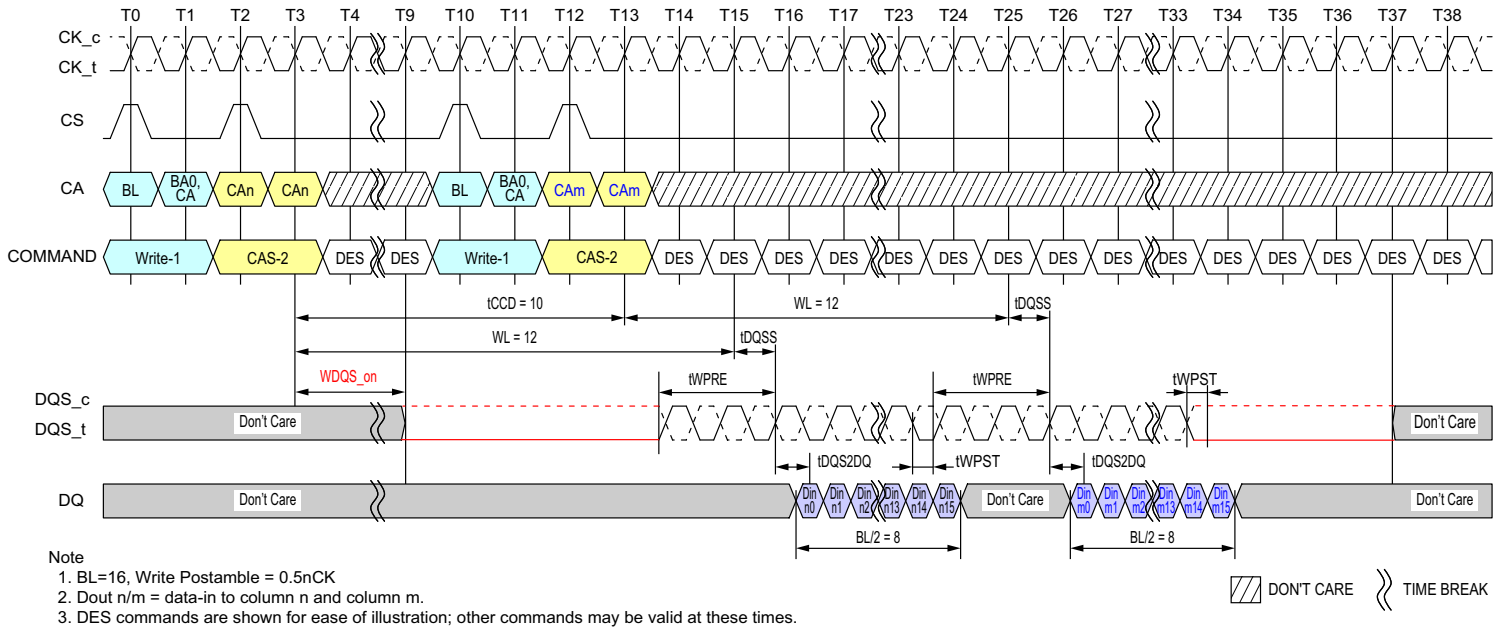 T0 T1 T2 T3 T4 T9 T10 T11 T12 T13 T14 T15 T16 T17 T23 T24 T25 T26 T27 T33 T34 T35 T36 T37 T38
CK_c
CK_t
CS
CA BL BA0, CA CAn CAn BL BA0, CA CAm CAm
COMMAND Write-1 CAS-2 DES DES Write-1 CAS-2 DES DES DES DES DES DES DES DES DES DES DES DES DES DES DES
tCCD = 10 WL = 12 tDQSS
WL = 12 tDQSS
WDQS_on tWPRE tWPRE tWPST
DQS_c
DQS_t Don't Care Don't Care
tDQS2DQ tWPST tDQS2DQ
DQ Don't Care Din n0 Din n1 Din n2 Din n13 Din n14 Din n15 Don't Care Din m0 Din m1 Din m2 Din m13 Din m14 Din m15 Don't Care
BL/2 = 8 BL/2 = 8
Note
1. BL=16, Write Postamble = 0.5nCK
2. Dout n/m = data-in to column n and column m.
3. DES commands are shown for ease of illustration; other commands may be valid at these times.
DON'T CARE TIME BREAK